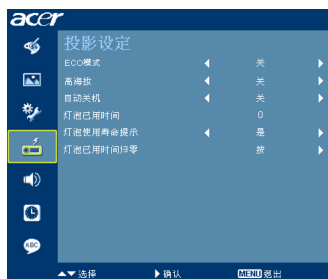 acer
投影设定
ECO模式 关
高海拔 关
自动关机 关
灯泡已用时间 0
灯泡使用寿命提示 是
灯泡已用时间归零 按
ABC
选择 确认 MENU 退出